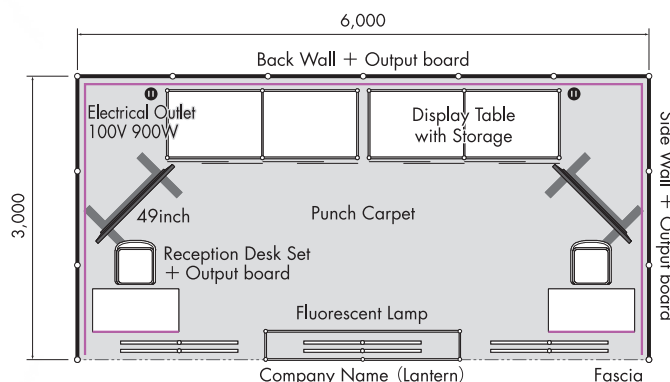 6,000
Back Wall + Output board
Electrical Outlet
100V 900W
Display Table
with Storage
Side Wall + Output board
3,000
49inch
Punch Carpet
Reception Desk Set
+ Output board
Fluorescent Lamp
Company Name (Lantern)
Fascia